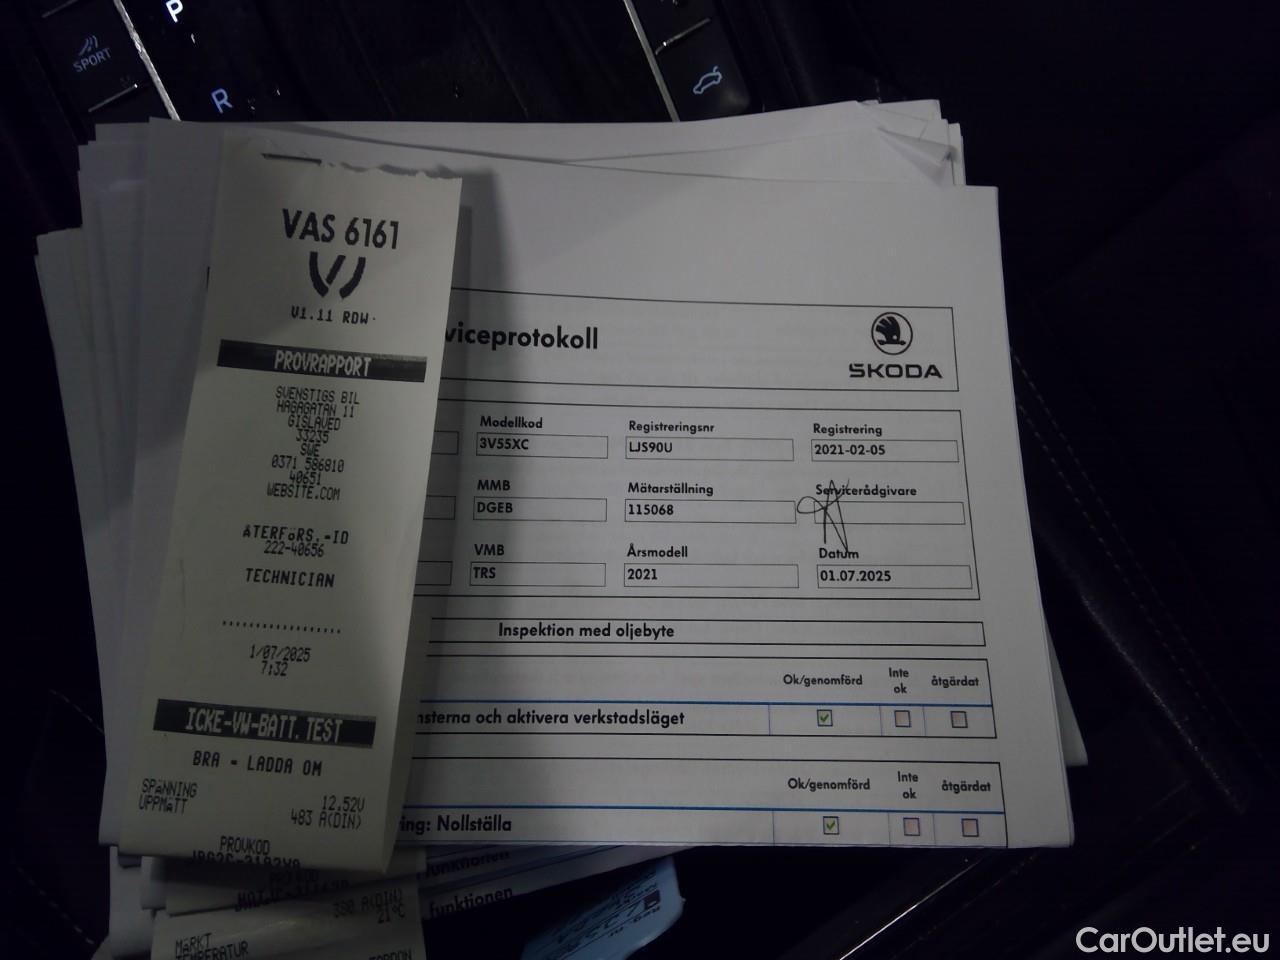 P
SPORT
R
VAS 6161
V1.11 RDW
PROVRAPPORT
SVENSTIGS BIL
HAGAGATAN 11
GISLAVED
33235
SWE
0371 586810
40651
WEBSITE.COM
ÅTERFÖRS.-ID
222-40656
TECHNICIAN
1/07/2025
7:32
ICKE-VW-BATT.TEST
BRA - LADDA OM
SPÄNNING 12.52V
UPPMÄTT 483 A(DIN)
PROVKOD
A(DIN)
21°C
MÄRKT
viceprotokoll
ŠKODA
Modellkod
3V55XC
Registreringsnr
LJS90U
Registrering
2021-02-05
MMB
DGEB
Mätarställning
115068
Servicerådgivare
VMB
TRS
Årsmodell
2021
Datum
01.07.2025
Inspektion med oljebyte
Ok/genomförd
Inte
ok
åtgärdat
nsterna och aktivera verkstadsläget
Ok/genomförd
Inte
ok
åtgärdat
ing: Nollställa
funktionen
funktionen
CarOutlet.eu